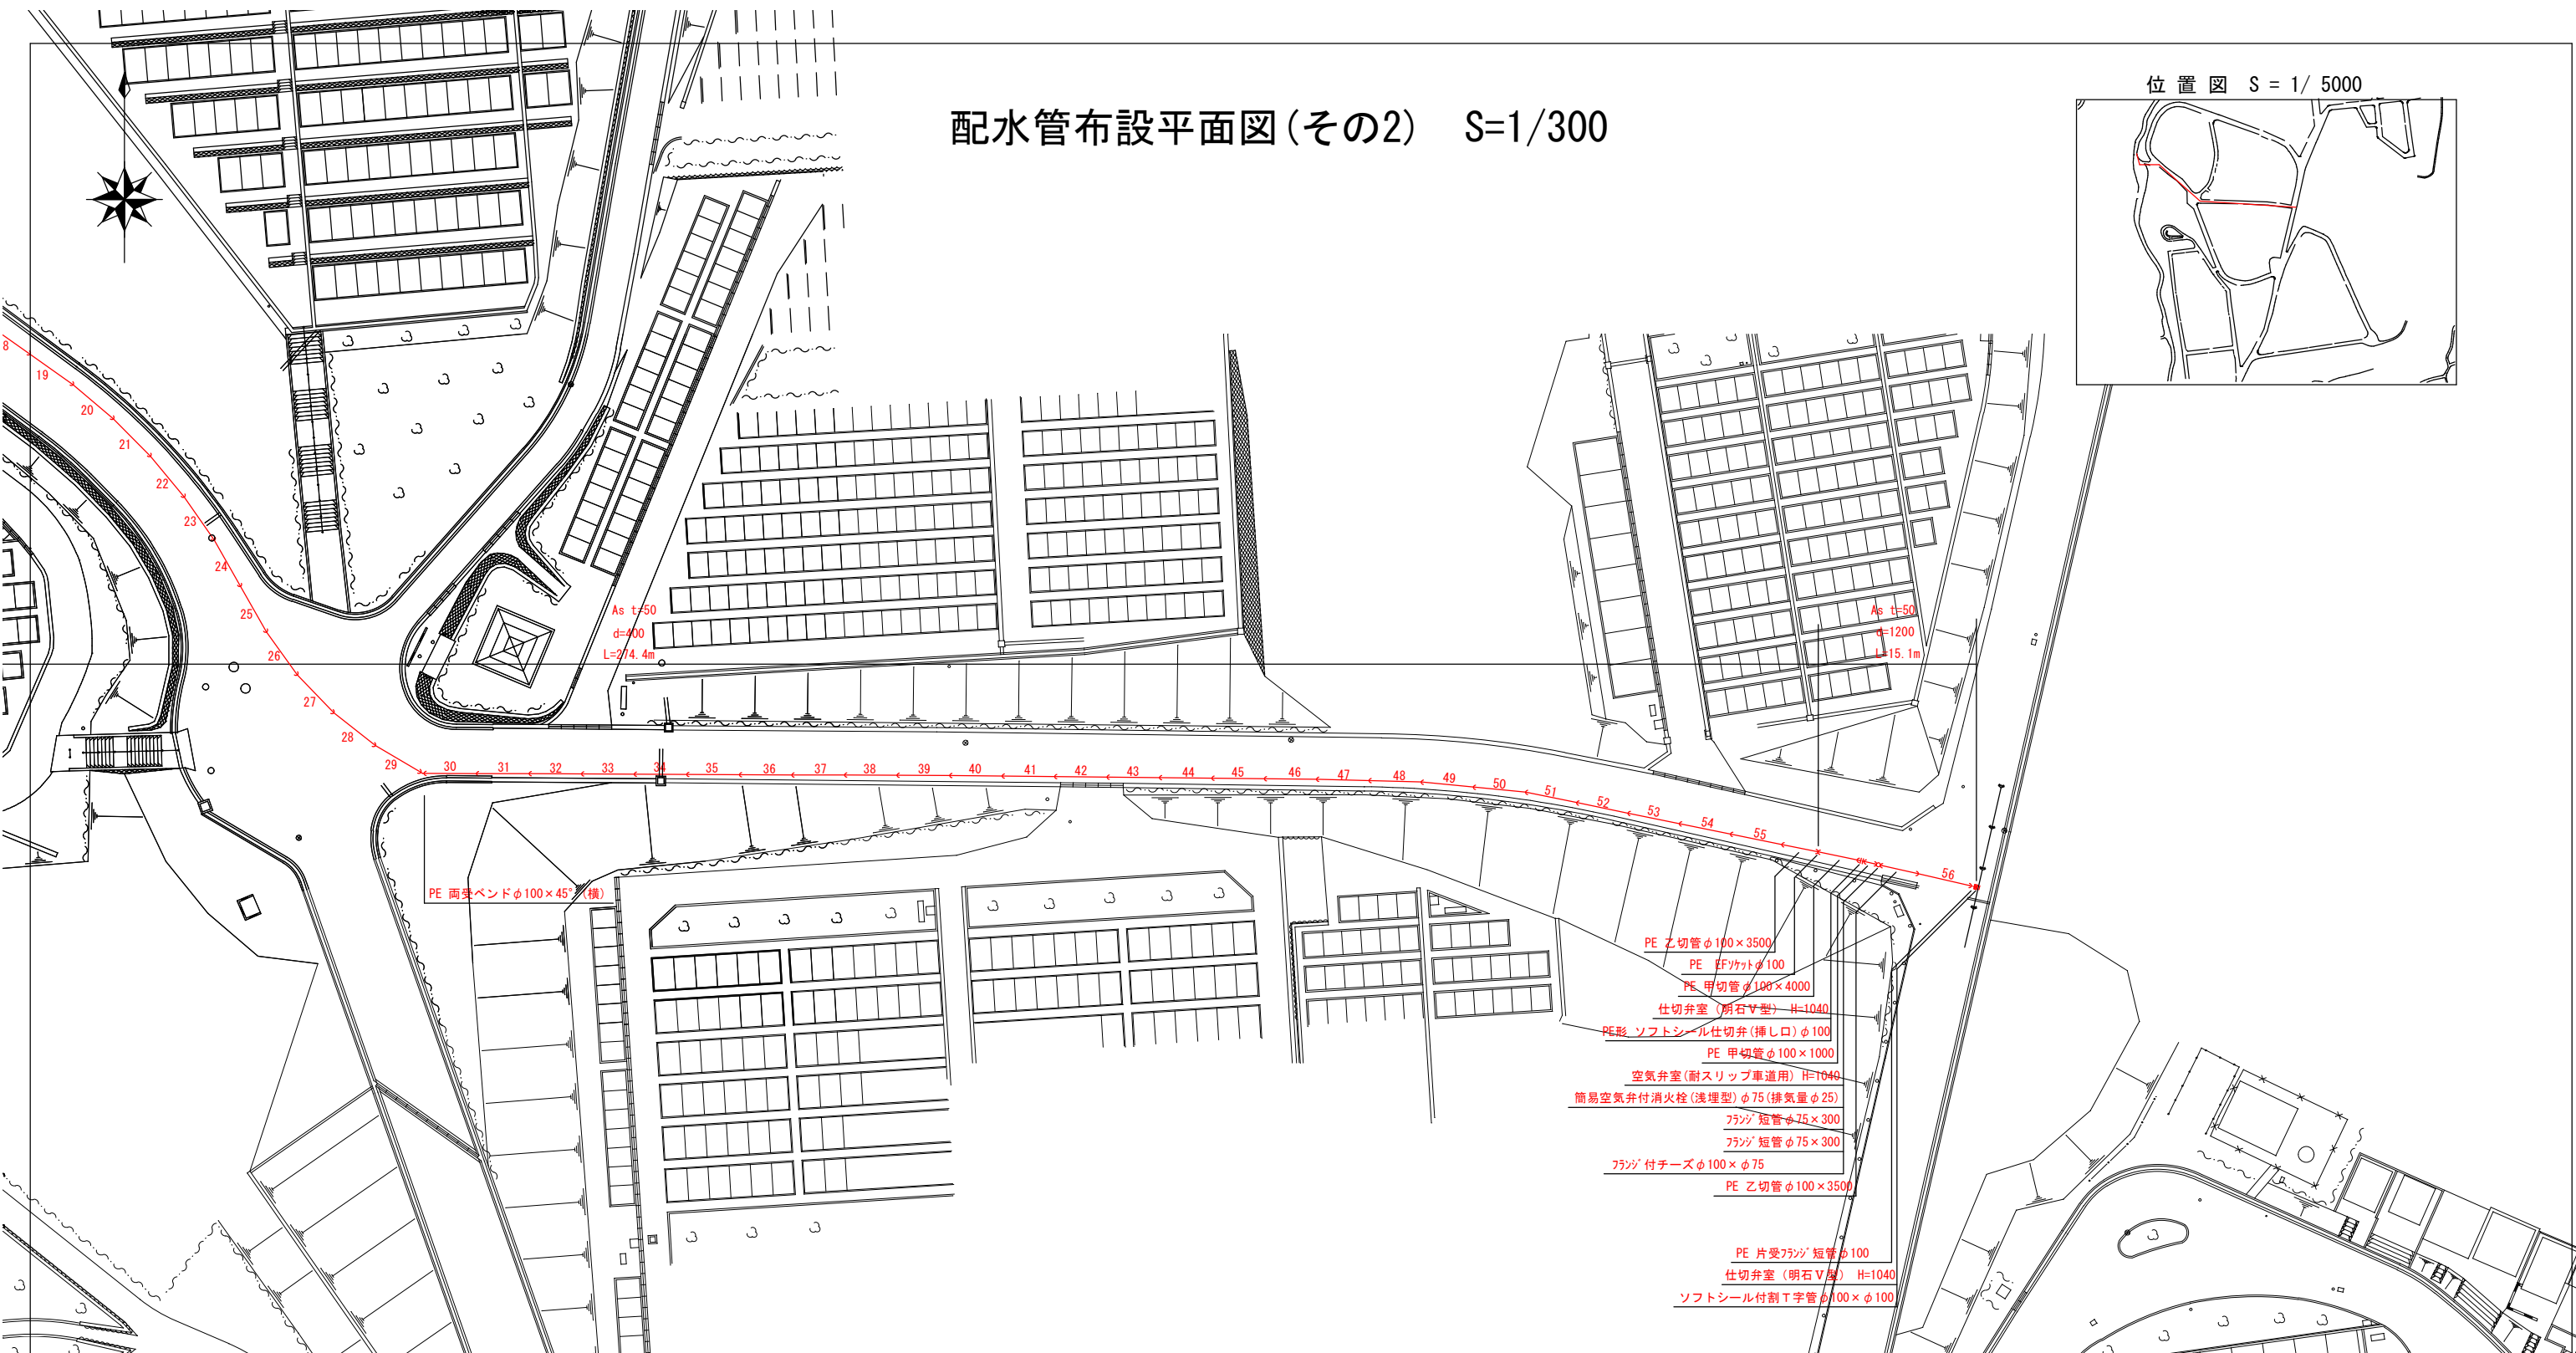 配水管布設平面図(その2) S=1/300
位 置 図 S = 1/ 5000
8
19
20
21
22
23
24
25
26
27
28
29
30
31
32
33
34
35
36
37
38
39
40
41
42
43
44
45
46
47
48
49
50
51
52
53
54
55
56
As t=50
d=400
L=274.4m
As t=50
d=1200
L=15.1m
PE 両受ベンドφ100×45°(横)
PE 乙切管φ100×3500
PE EFソケットφ100
PE 甲切管φ100×4000
仕切弁室(明石Ⅴ型) H=1040
PE形 ソフトシール仕切弁(挿し口)φ100
PE 甲切管φ100×1000
空気弁室(耐スリップ車道用) H=1040
簡易空気弁付消火栓(浅埋型)φ75(排気量φ25)
フランジ短管φ75×300
フランジ短管φ75×300
フランジ付チーズφ100×φ75
PE 乙切管φ100×3500
PE 片受フランジ短管φ100
仕切弁室(明石Ⅴ型) H=1040
ソフトシール付割T字管φ100×φ100